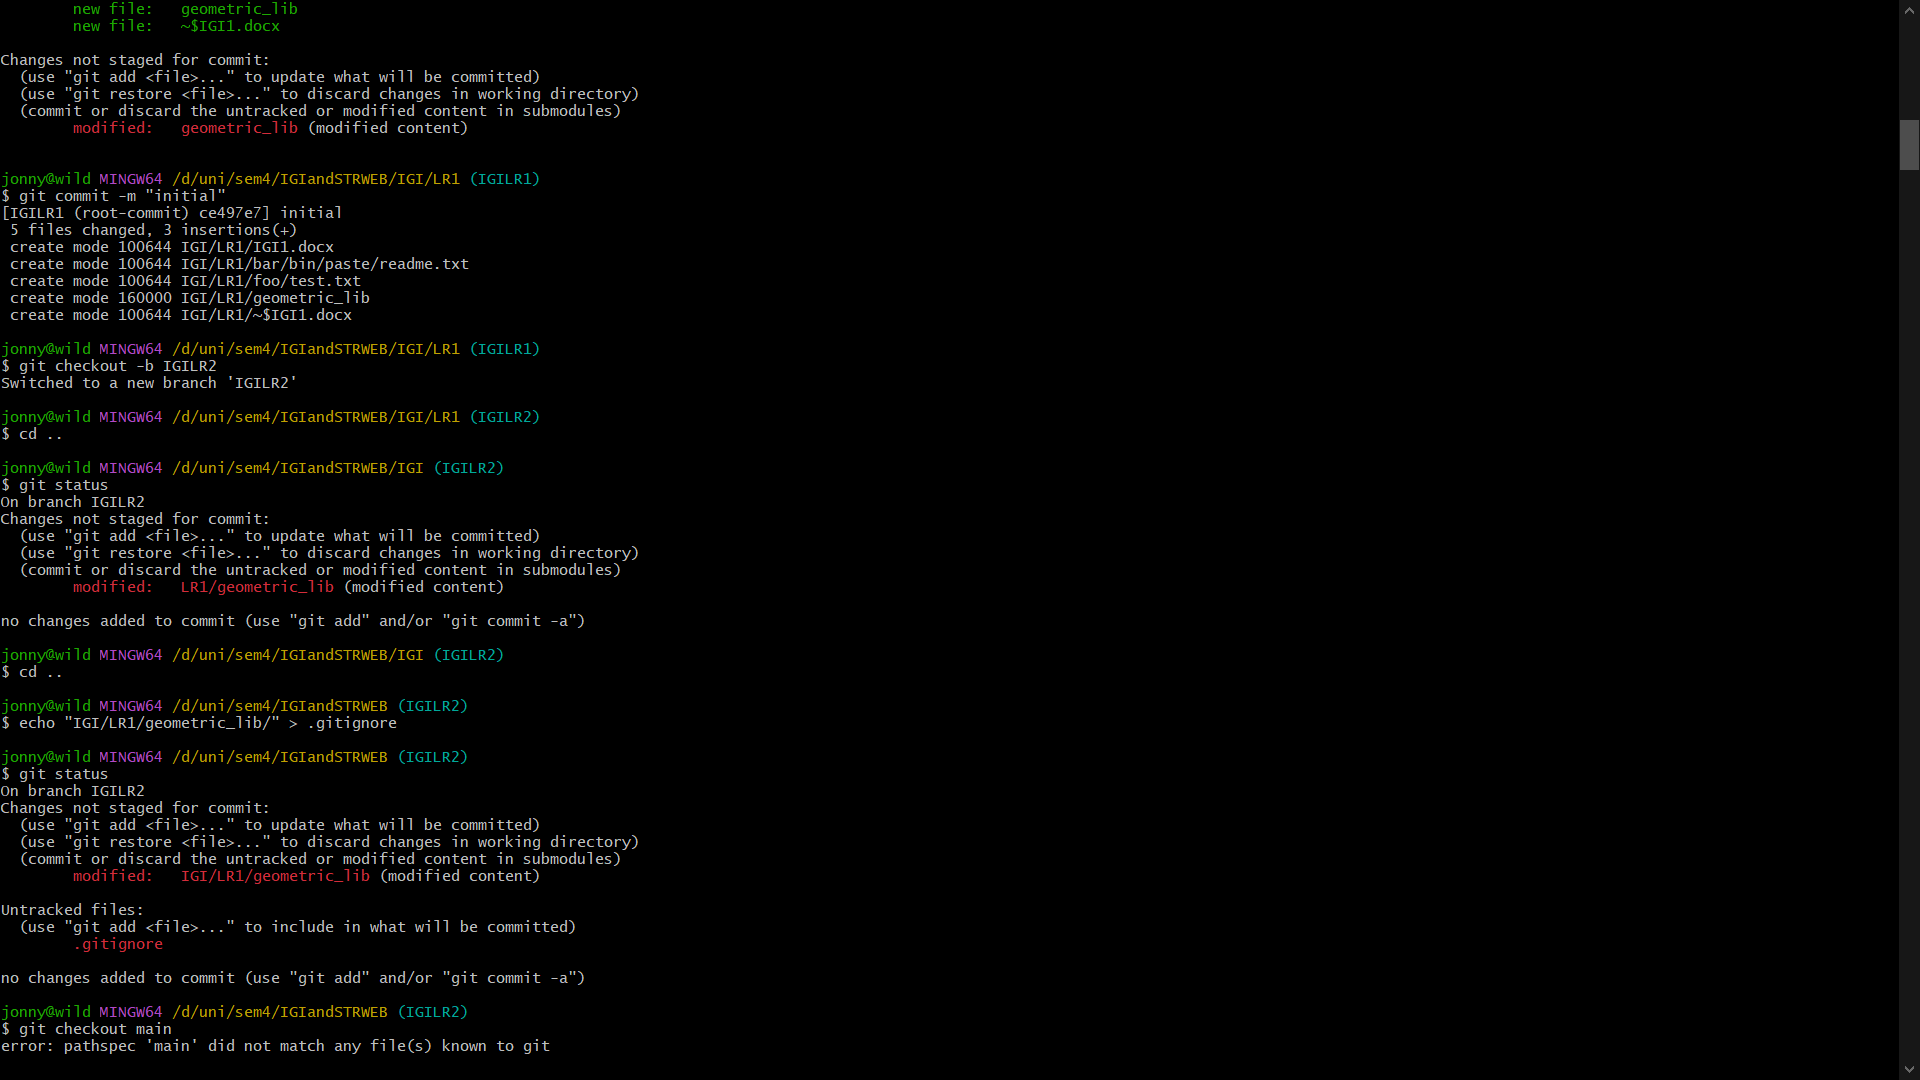 new file:   geometric_lib
new file:   ~$IGI1.docx
Changes not staged for commit:
(use "git add <file>..." to update what will be committed)
(use "git restore <file>..." to discard changes in working directory)
(commit or discard the untracked or modified content in submodules)
modified:   geometric_lib (modified content)
jonny@wild MINGW64 /d/uni/sem4/IGIandSTRWEB/IGI/LR1 (IGILR1)
$ git commit -m "initial"
[IGILR1 (root-commit) ce497e7] initial
5 files changed, 3 insertions(+)
create mode 100644 IGI/LR1/IGI1.docx
create mode 100644 IGI/LR1/bar/bin/paste/readme.txt
create mode 100644 IGI/LR1/foo/test.txt
create mode 160000 IGI/LR1/geometric_lib
create mode 100644 IGI/LR1/~$IGI1.docx
jonny@wild MINGW64 /d/uni/sem4/IGIandSTRWEB/IGI/LR1 (IGILR1)
$ git checkout -b IGILR2
Switched to a new branch 'IGILR2'
jonny@wild MINGW64 /d/uni/sem4/IGIandSTRWEB/IGI/LR1 (IGILR2)
$ cd ..
jonny@wild MINGW64 /d/uni/sem4/IGIandSTRWEB/IGI (IGILR2)
$ git status
On branch IGILR2
Changes not staged for commit:
(use "git add <file>..." to update what will be committed)
(use "git restore <file>..." to discard changes in working directory)
(commit or discard the untracked or modified content in submodules)
modified:   LR1/geometric_lib (modified content)
no changes added to commit (use "git add" and/or "git commit -a")
jonny@wild MINGW64 /d/uni/sem4/IGIandSTRWEB/IGI (IGILR2)
$ cd ..
jonny@wild MINGW64 /d/uni/sem4/IGIandSTRWEB (IGILR2)
$ echo "IGI/LR1/geometric_lib/" > .gitignore
jonny@wild MINGW64 /d/uni/sem4/IGIandSTRWEB (IGILR2)
$ git status
On branch IGILR2
Changes not staged for commit:
(use "git add <file>..." to update what will be committed)
(use "git restore <file>..." to discard changes in working directory)
(commit or discard the untracked or modified content in submodules)
modified:   IGI/LR1/geometric_lib (modified content)
Untracked files:
(use "git add <file>..." to include in what will be committed)
.gitignore
no changes added to commit (use "git add" and/or "git commit -a")
jonny@wild MINGW64 /d/uni/sem4/IGIandSTRWEB (IGILR2)
$ git checkout main
error: pathspec 'main' did not match any file(s) known to git